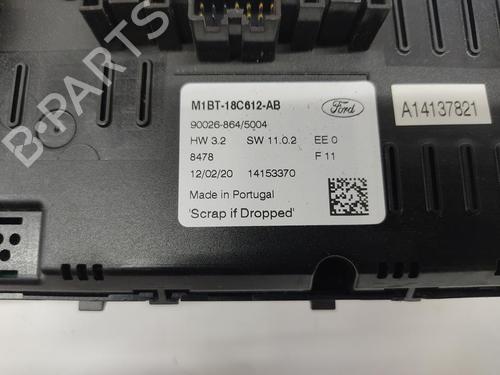 M1BT-18C612-AB
Ford
90026-864/5004
HW 3.2 SW 11.0.2 EE 0
8478 F 11
12/02/20 14153370
Made in Portugal
'Scrap if Dropped'
A14137821
B-PARTS
B-PARTS